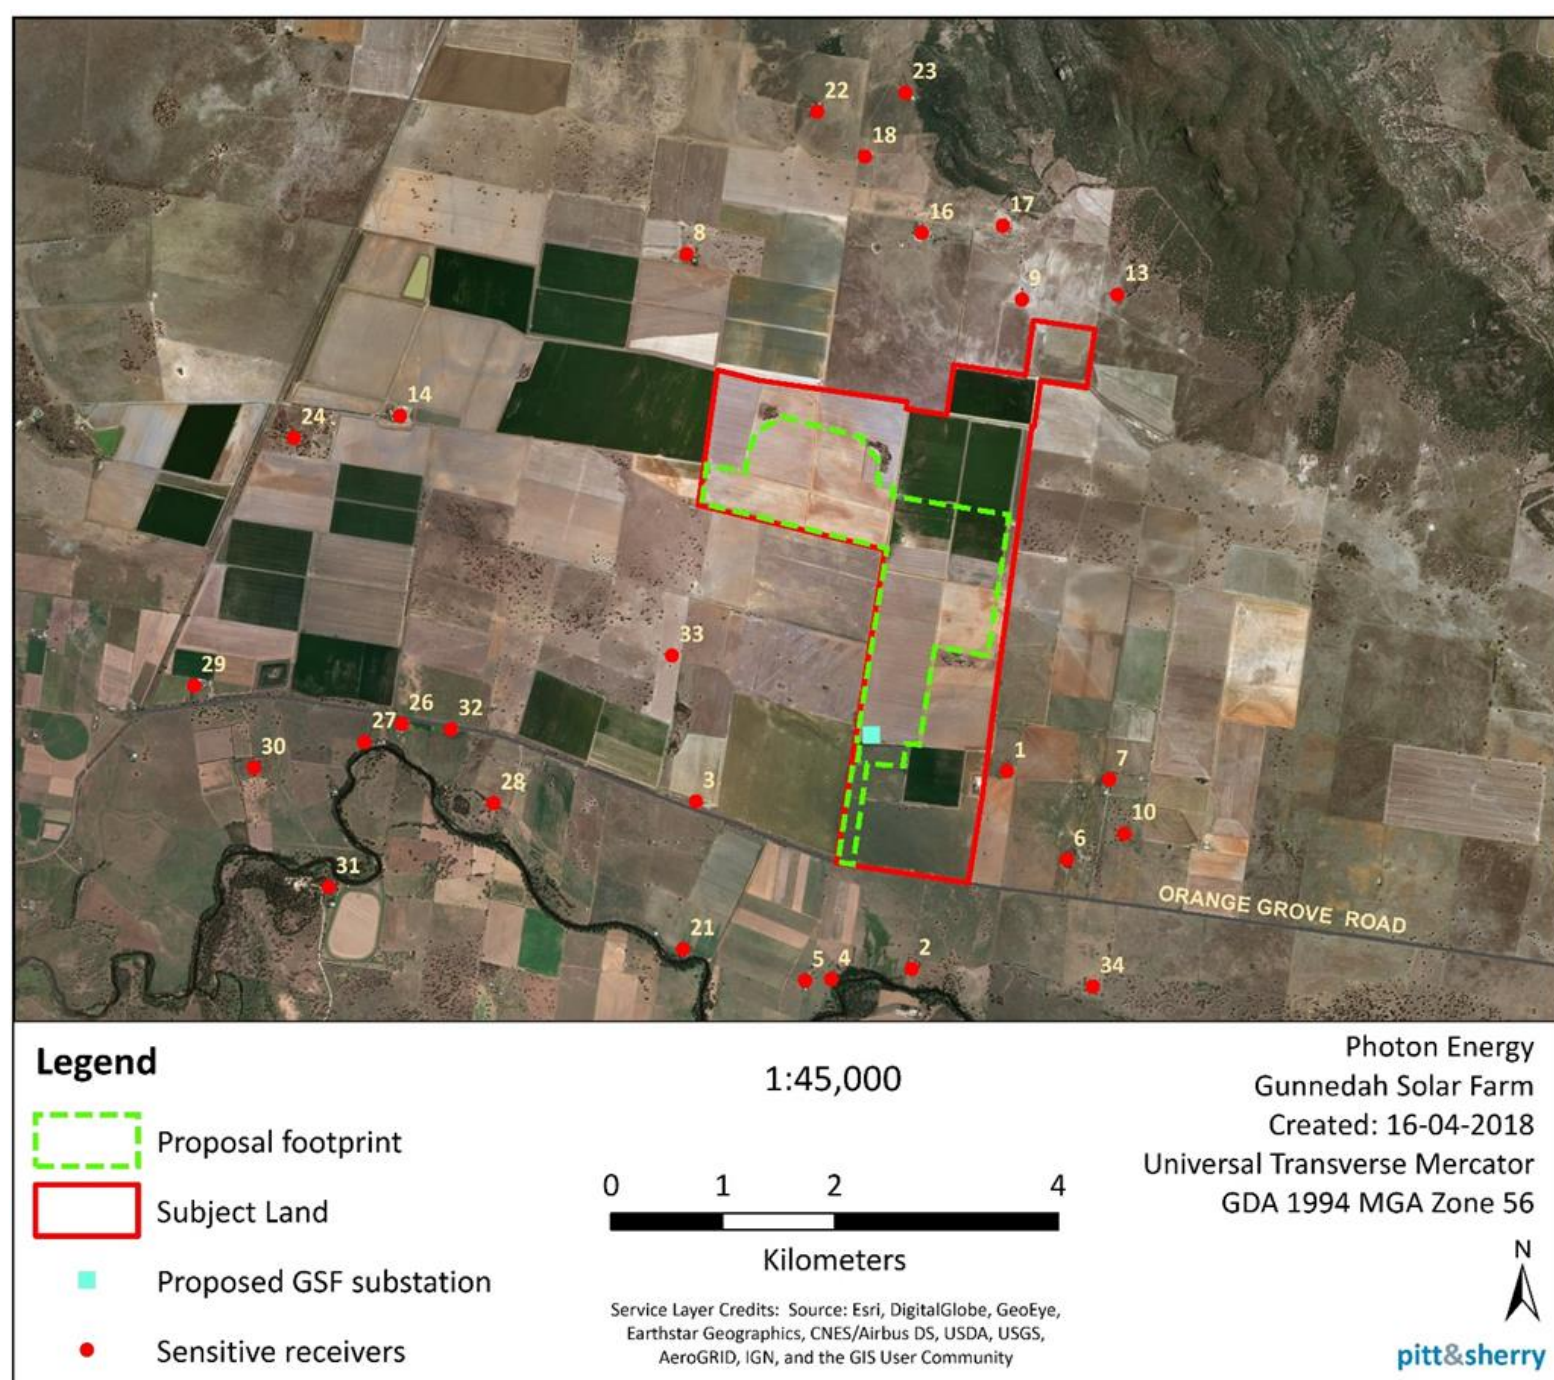 23
22
18
16
17
8
9
13
14
24
33
29
26
32
27
30
1
7
28
3
10
6
31
ORANGE GROVE ROAD
21
5
4
2
34
Legend
Proposal footprint
Subject Land
Proposed GSF substation
Sensitive receivers
1:45,000
0 1 2 4
Kilometers
Service Layer Credits: Source: Esri, DigitalGlobe, GeoEye,
Earthstar Geographics, CNES/Airbus DS, USDA, USGS,
AeroGRID, IGN, and the GIS User Community
Photon Energy
Gunnedah Solar Farm
Created: 16-04-2018
Universal Transverse Mercator
GDA 1994 MGA Zone 56
N
pitt&sherry